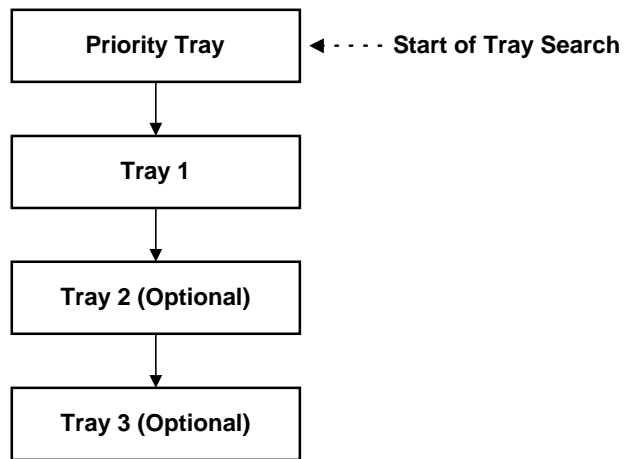 Priority Tray
Start of Tray Search
Tray 1
Tray 2 (Optional)
Tray 3 (Optional)